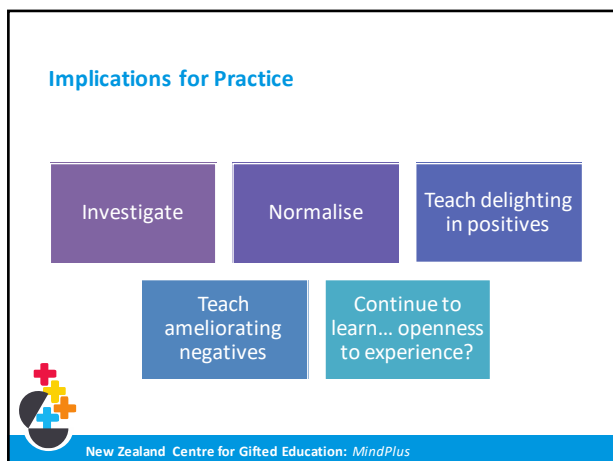 Implications for Practice
Investigate
Normalise
Teach delighting
in positives
Teach
ameliorating
negatives
Continue to
learn... openness
to experience?
New Zealand Centre for Gifted Education: MindPlus